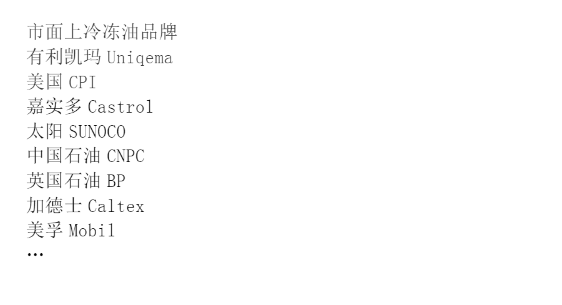 市面上冷冻油品牌
有利凯玛 Uniqema
美国 CPI
嘉实多 Castrol
太阳 SUNOCO
中国石油 CNPC
英国石油 BP
加德士 Caltex
美孚 Mobil
…